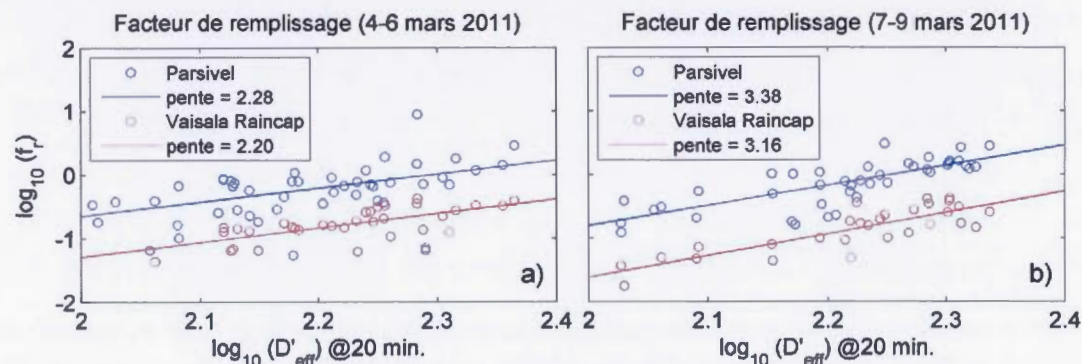 Facteur de remplissage (4-6 mars 2011)
Parsivel
pente = 2.28
Vaisala Raincap
pente = 2.20
log10 (fr)
2
1
0
-1
-2
2
2.1
2.2
2.3
2.4
log10 (D'eff) @20 min.
a)
Facteur de remplissage (7-9 mars 2011)
Parsivel
pente = 3.38
Vaisala Raincap
pente = 3.16
2
2.1
2.2
2.3
2.4
log10 (D'eff) @20 min.
b)